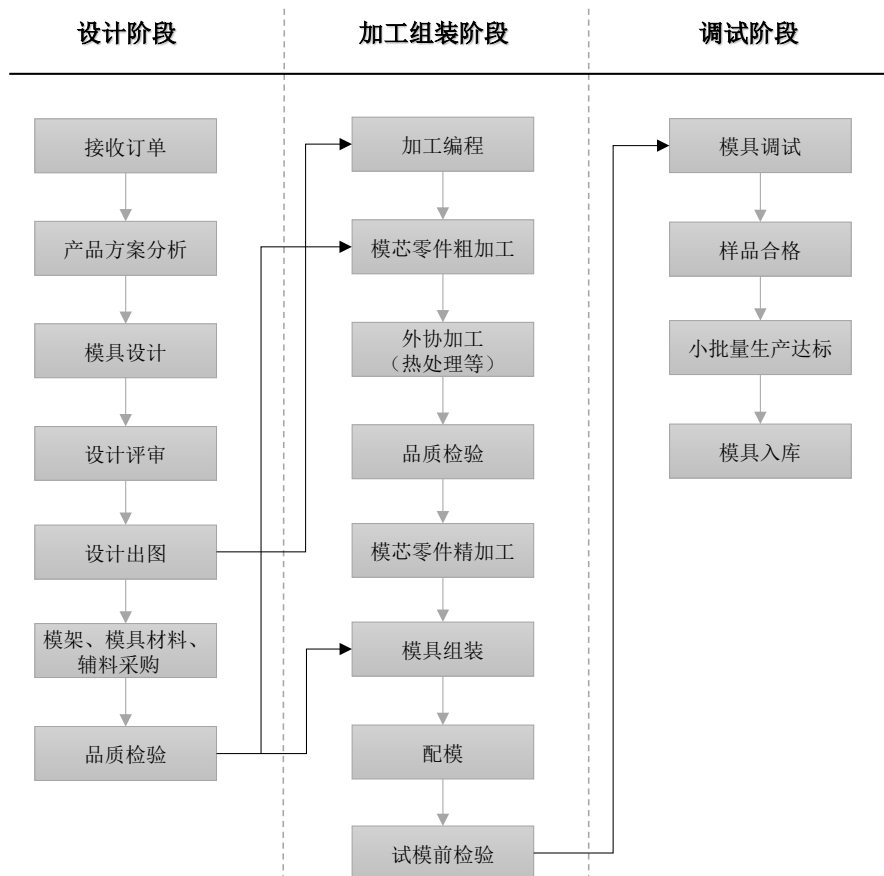 设计阶段
加工组装阶段
调试阶段
接收订单
产品方案分析
模具设计
设计评审
设计出图
模架、模具材料、
辅料采购
品质检验
加工编程
模芯零件粗加工
外协加工
（热处理等）
品质检验
模芯零件精加工
模具组装
配模
试模前检验
模具调试
样品合格
小批量生产达标
模具入库